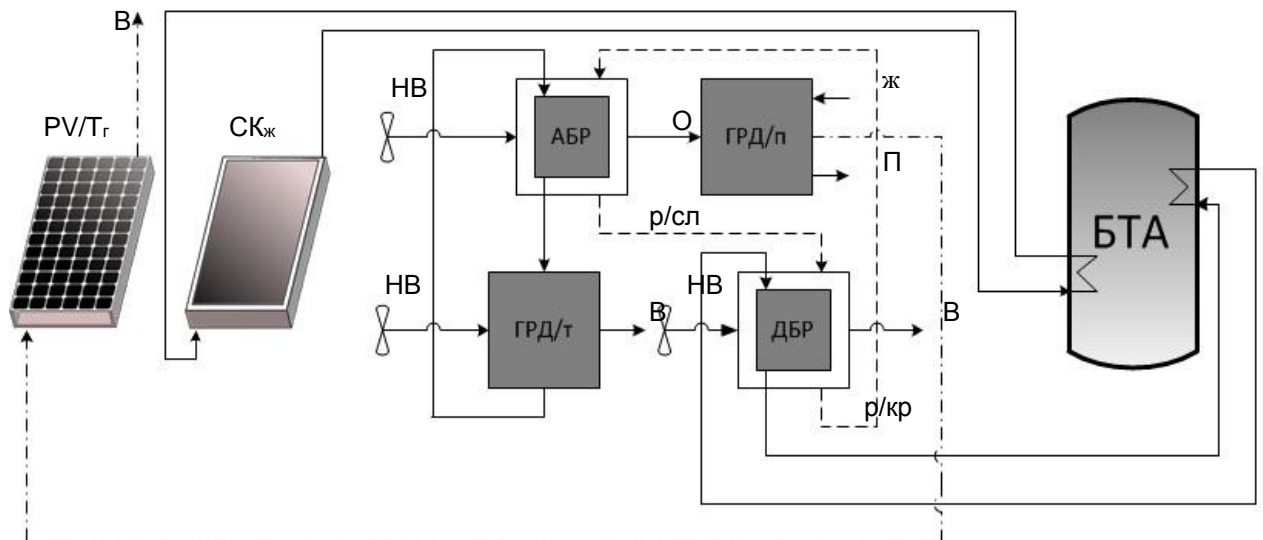 В
НВ
ж
PV/Тг
СКж
АБР
О
ГРД/п
П
р/сл
БТА
НВ
НВ
ГРД/т
В
ДБР
В
р/кр